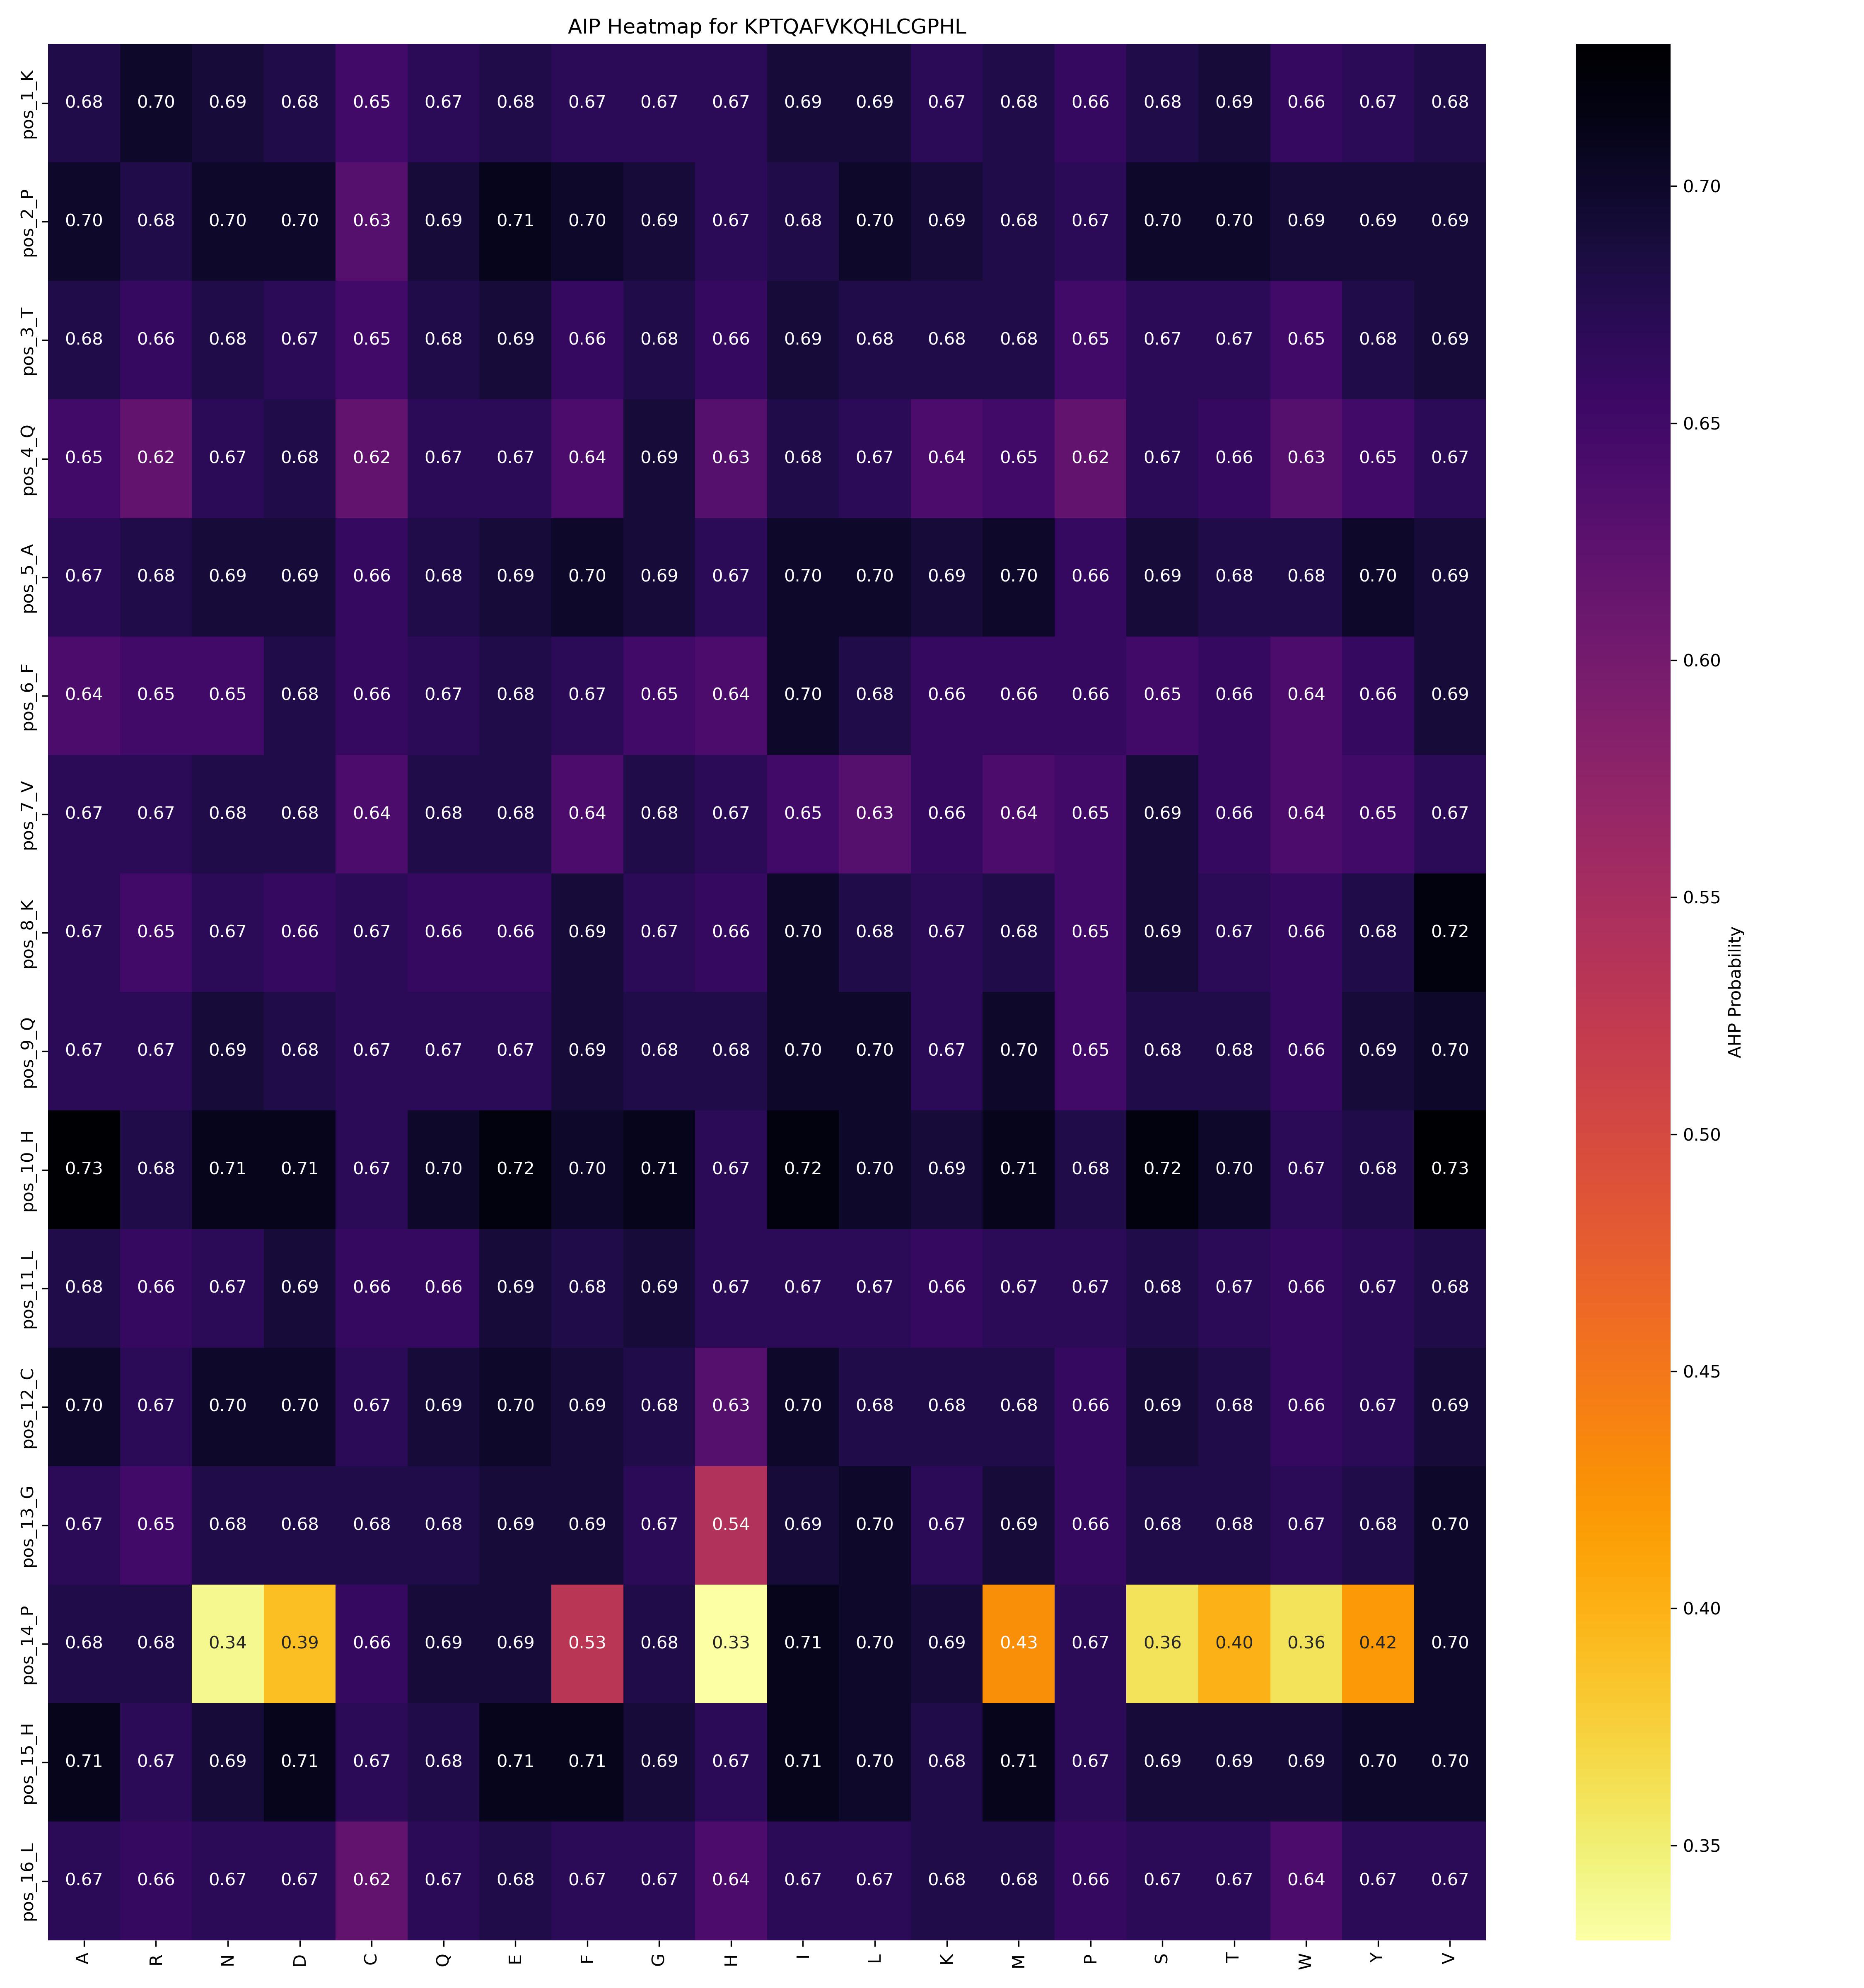 AIP Heatmap for KPTQAFVKQHLCGPHL
pos_1_K 0.68 0.70 0.69 0.68 0.65 0.67 0.68 0.67 0.67 0.67 0.69 0.69 0.67 0.68 0.66 0.68 0.69 0.66 0.67 0.68
pos_2_P 0.70 0.68 0.70 0.70 0.63 0.69 0.71 0.70 0.69 0.67 0.68 0.70 0.69 0.68 0.67 0.70 0.70 0.69 0.69 0.69
pos_3_T 0.68 0.66 0.68 0.67 0.65 0.68 0.69 0.66 0.68 0.66 0.69 0.68 0.68 0.68 0.65 0.67 0.67 0.65 0.68 0.69
pos_4_Q 0.65 0.62 0.67 0.68 0.62 0.67 0.67 0.64 0.69 0.63 0.68 0.67 0.64 0.65 0.62 0.67 0.66 0.63 0.65 0.67
pos_5_A 0.67 0.68 0.69 0.69 0.66 0.68 0.69 0.70 0.69 0.67 0.70 0.70 0.69 0.70 0.66 0.69 0.68 0.68 0.70 0.69
pos_6_F 0.64 0.65 0.65 0.68 0.66 0.67 0.68 0.67 0.65 0.64 0.70 0.68 0.66 0.66 0.66 0.65 0.66 0.64 0.66 0.69
pos_7_V 0.67 0.67 0.68 0.68 0.64 0.68 0.68 0.64 0.68 0.67 0.65 0.63 0.66 0.64 0.65 0.69 0.66 0.64 0.65 0.67
pos_8_K 0.67 0.65 0.67 0.66 0.67 0.66 0.66 0.69 0.67 0.66 0.70 0.68 0.67 0.68 0.65 0.69 0.67 0.66 0.68 0.72
pos_9_Q 0.67 0.67 0.69 0.68 0.67 0.67 0.67 0.69 0.68 0.68 0.70 0.70 0.67 0.70 0.65 0.68 0.68 0.66 0.69 0.70
pos_10_H 0.73 0.68 0.71 0.71 0.67 0.70 0.72 0.70 0.71 0.67 0.72 0.70 0.69 0.71 0.68 0.72 0.70 0.67 0.68 0.73
pos_11_L 0.68 0.66 0.67 0.69 0.66 0.66 0.69 0.68 0.69 0.67 0.67 0.67 0.66 0.67 0.67 0.68 0.67 0.66 0.67 0.68
pos_12_C 0.70 0.67 0.70 0.70 0.67 0.69 0.70 0.69 0.68 0.63 0.70 0.68 0.68 0.68 0.66 0.69 0.68 0.66 0.67 0.69
pos_13_G 0.67 0.65 0.68 0.68 0.68 0.68 0.69 0.69 0.67 0.54 0.69 0.70 0.67 0.69 0.66 0.68 0.68 0.67 0.68 0.70
pos_14_P 0.68 0.68 0.34 0.39 0.66 0.69 0.69 0.53 0.68 0.33 0.71 0.70 0.69 0.43 0.67 0.36 0.40 0.36 0.42 0.70
pos_15_H 0.71 0.67 0.69 0.71 0.67 0.68 0.71 0.71 0.69 0.67 0.71 0.70 0.68 0.71 0.67 0.69 0.69 0.69 0.70 0.70
pos_16_L 0.67 0.66 0.67 0.67 0.62 0.67 0.68 0.67 0.67 0.64 0.67 0.67 0.68 0.68 0.66 0.67 0.67 0.64 0.67 0.67
A R N D C Q E F G H I L K M P S T W Y V
0.70
0.65
0.60
0.55
0.50
0.45
0.40
0.35
AHP Probability